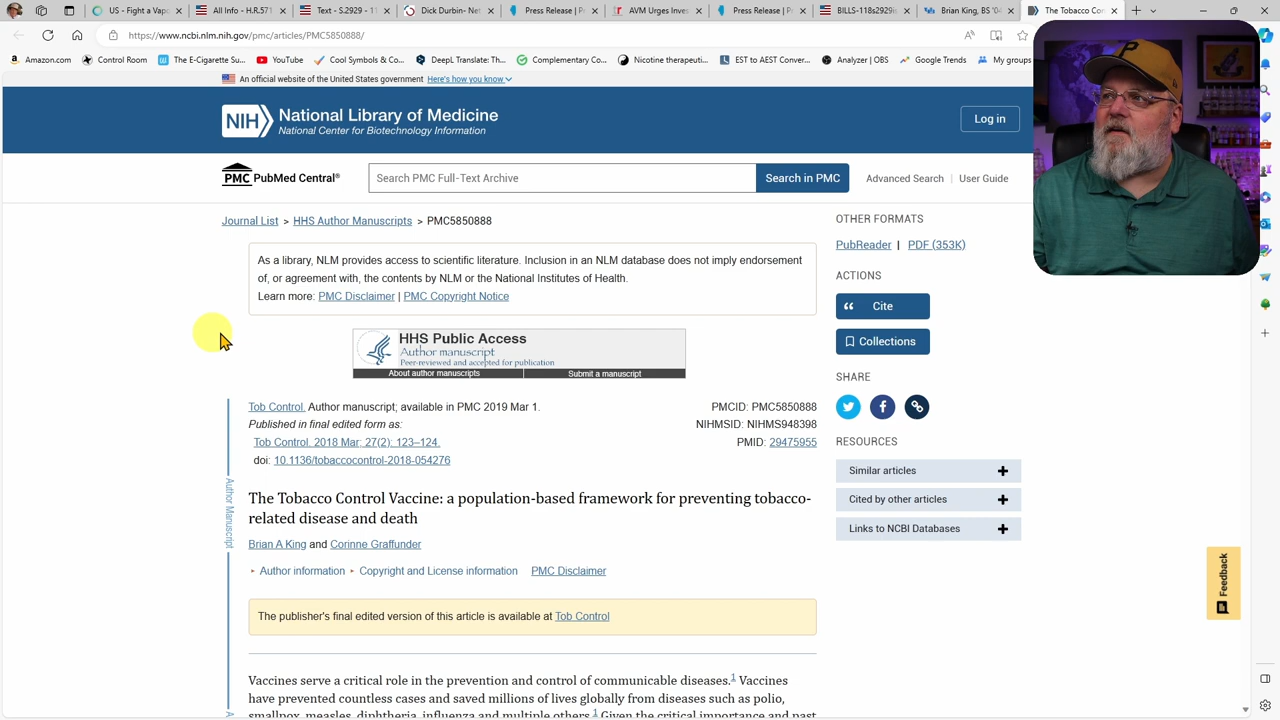 US - Fight a Vap
All Info - H.R.571
Text - S.2929 - 11
Dick Durbin- Net
Press Release | P
AVM Urges Inves
Press Release | P
BILLS-118s2929i
Brian King, BS '04
The Tobacco Con
https://www.ncbi.nlm.nih.gov/pmc/articles/PMC5850888/
Amazon.com
Control Room
The E-Cigarette Su...
YouTube
Cool Symbols & Co...
DeepL Translate: Th...
Complementary Co...
Nicotine therapeuti...
EST to AEST Conver...
Analyzer | OBS
Google Trends
My groups
An official website of the United States government Here's how you know
NIH National Library of Medicine
National Center for Biotechnology Information
Log in
PMC PubMed Central®
Search PMC Full-Text Archive
Search in PMC
Advanced Search
User Guide
Journal List > HHS Author Manuscripts > PMC5850888
As a library, NLM provides access to scientific literature. Inclusion in an NLM database does not imply endorsement
of, or agreement with, the contents by NLM or the National Institutes of Health.
Learn more: PMC Disclaimer | PMC Copyright Notice
HHS Public Access
Author manuscript
Peer-reviewed and accepted for publication
About author manuscripts
Submit a manuscript
Tob Control. Author manuscript; available in PMC 2019 Mar 1.
Published in final edited form as:
Tob Control. 2018 Mar; 27(2): 123–124.
doi: 10.1136/tobaccocontrol-2018-054276
PMCID: PMC5850888
NIHMSID: NIHMS948398
PMID: 29475955
The Tobacco Control Vaccine: a population-based framework for preventing tobacco-
related disease and death
Brian A King and Corinne Graffunder
Author information
Copyright and License information
PMC Disclaimer
The publisher's final edited version of this article is available at Tob Control
Vaccines serve a critical role in the prevention and control of communicable diseases.1 Vaccines
have prevented countless cases and saved millions of lives globally from diseases such as polio,
smallpox, measles, diphtheria, influenza and multiple others.1 Given the critical importance and past
Author Manuscript
OTHER FORMATS
PubReader | PDF (353K)
ACTIONS
Cite
Collections
SHARE
RESOURCES
Similar articles
Cited by other articles
Links to NCBI Databases
Feedback